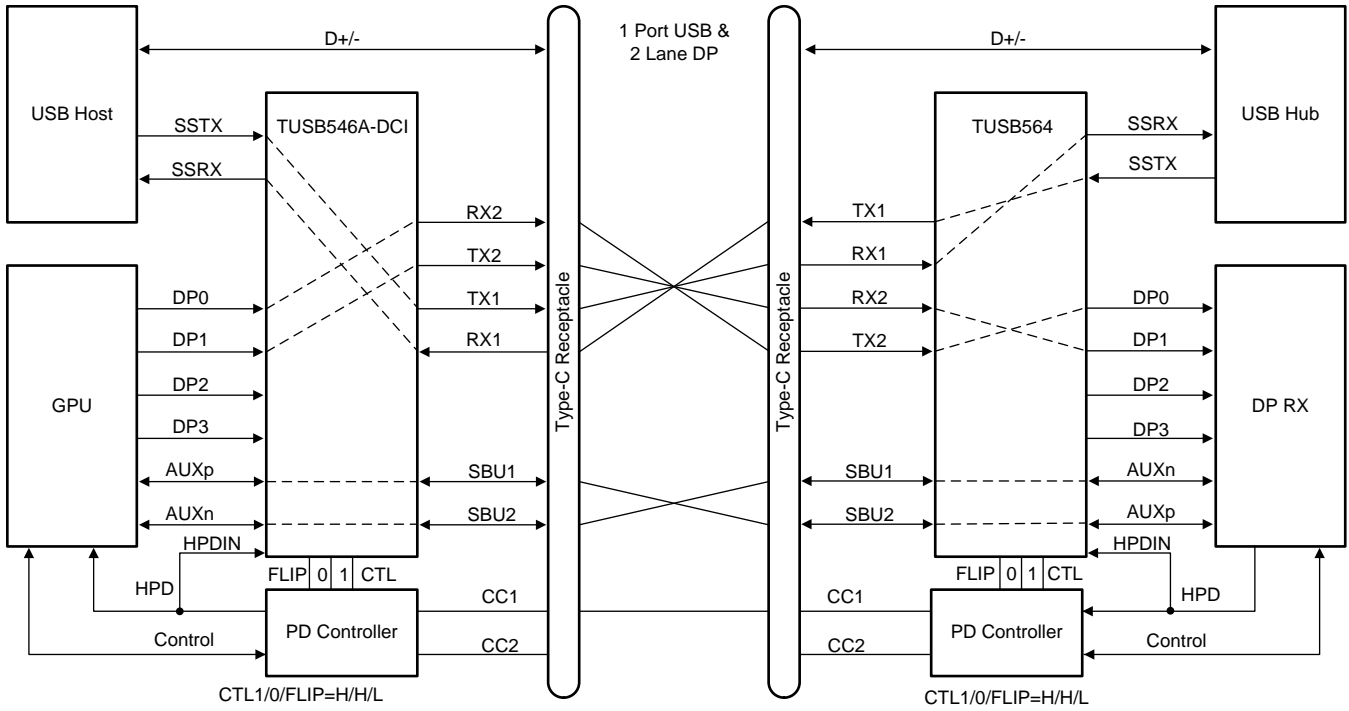 1 Port USB &
2 Lane DP
USB Host
D+/-
TUSB546A-DCI
SSTX
SSRX
RX2
TX2
TX1
RX1
GPU
DP0
DP1
DP2
DP3
AUXp
AUXn
SBU1
SBU2
HPDIN
HPD
Control
FLIP 0 1 CTL
PD Controller
CC1
CC2
CTL1/0/FLIP=H/H/L
Type-C Receptacle
Type-C Receptacle
D+/-
USB Hub
TUSB564
SSRX
SSTX
TX1
RX1
RX2
TX2
DP0
DP1
DP2
DP3
DP RX
SBU1
SBU2
AUXn
AUXp
HPDIN
HPD
Control
FLIP 0 1 CTL
PD Controller
CC1
CC2
CTL1/0/FLIP=H/H/L